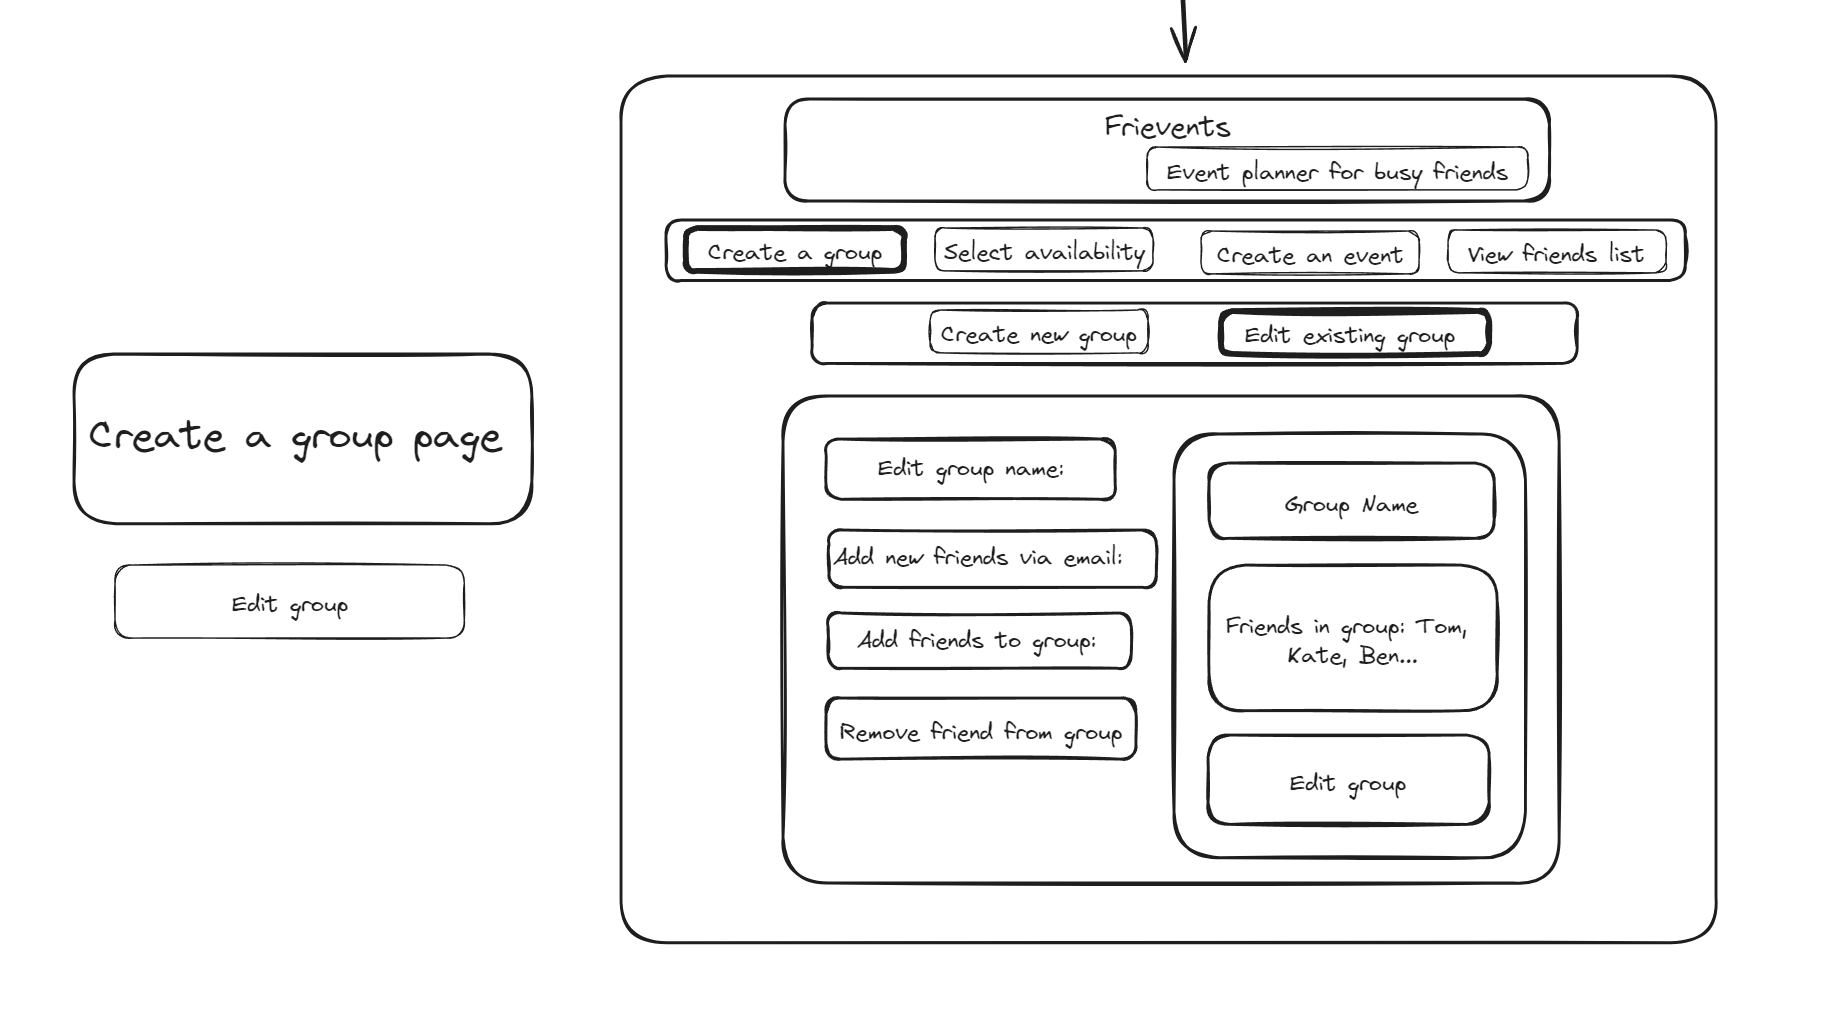 Create a group page
Edit group
Frievents
Event planner for busy friends
Create a group
Select availability
Create an event
View friends list
Create new group
Edit existing group
Edit group name:
Add new friends via email:
Add friends to group:
Remove friend from group
Group Name
Friends in group: Tom,
Kate, Ben...
Edit group